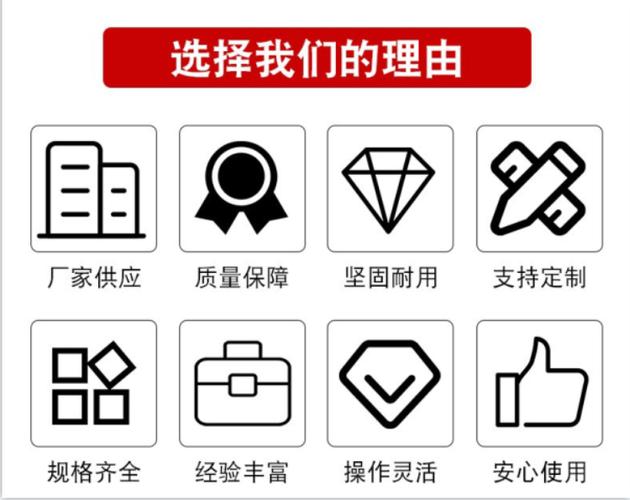 选择我们的理由
厂家供应
质量保障
坚固耐用
支持定制
规格齐全
经验丰富
操作灵活
安心使用